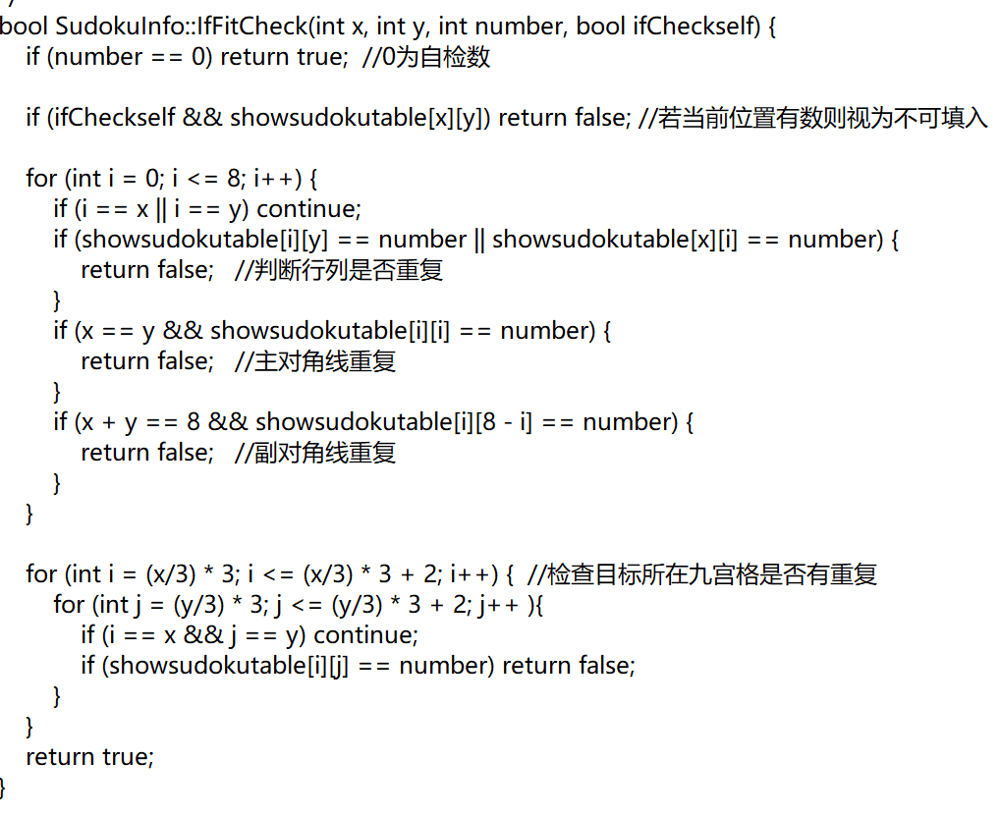 /
bool SudokuInfo::IfFitCheck(int x, int y, int number, bool ifCheckself) {
if (number == 0) return true;  //0为自检数
if (ifCheckself && showsudokutable[x][y]) return false; //若当前位置有数则视为不可填入
for (int i = 0; i <= 8; i++) {
if (i == x || i == y) continue;
if (showsudokutable[i][y] == number || showsudokutable[x][i] == number) {
return false;   //判断行列是否重复
}
if (x == y && showsudokutable[i][i] == number) {
return false;   //主对角线重复
}
if (x + y == 8 && showsudokutable[i][8 - i] == number) {
return false;   //副对角线重复
}
}
for (int i = (x/3) * 3; i <= (x/3) * 3 + 2; i++) {  //检查目标所在九宫格是否有重复
for (int j = (y/3) * 3; j <= (y/3) * 3 + 2; j++ ){
if (i == x && j == y) continue;
if (showsudokutable[i][j] == number) return false;
}
}
return true;
}